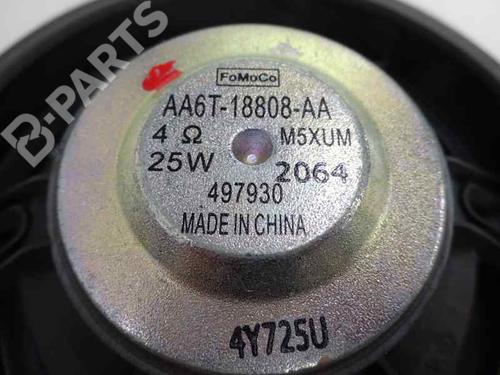 B-PARTS
FoMoCo
AA6T-18808-AA
4 Ω M5XUM
25W 2064
497930
MADE IN CHINA
4Y725U